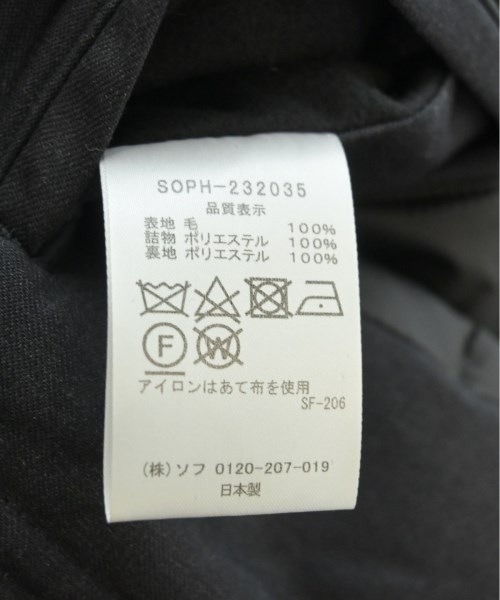 SOPH-232035
品質表示
表地 毛 100%
詰物 ポリエステル 100%
裏地 ポリエステル 100%
F W
アイロンはあて布を使用
SF-206
(株)ソフ 0120-207-019
日本製